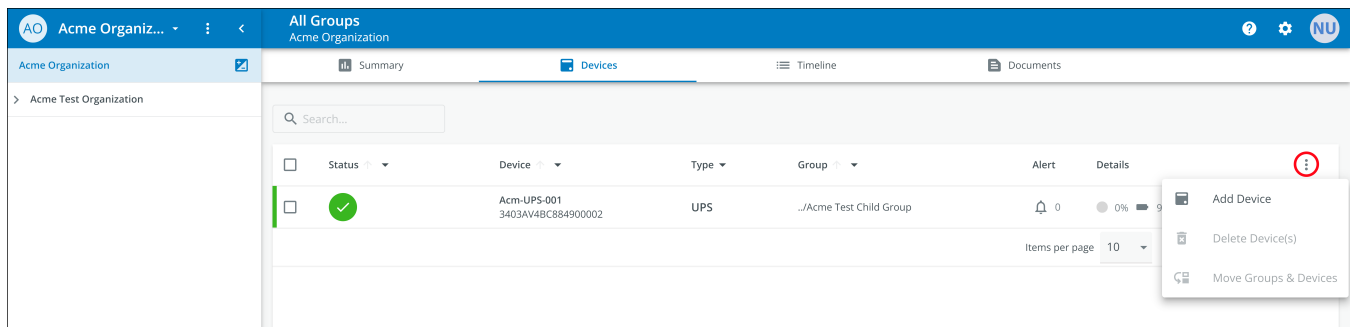 AO Acme Organiz...
All Groups
Acme Organization
NU
Acme Organization
Acme Test Organization
Summary Devices Timeline Documents
Search...
Status Device Type Group Alert Details
Acm-UPS-001
3403AV4BC884900002
UPS ../Acme Test Child Group 0 0% 9
Items per page 10
Add Device
Delete Device(s)
Move Groups & Devices